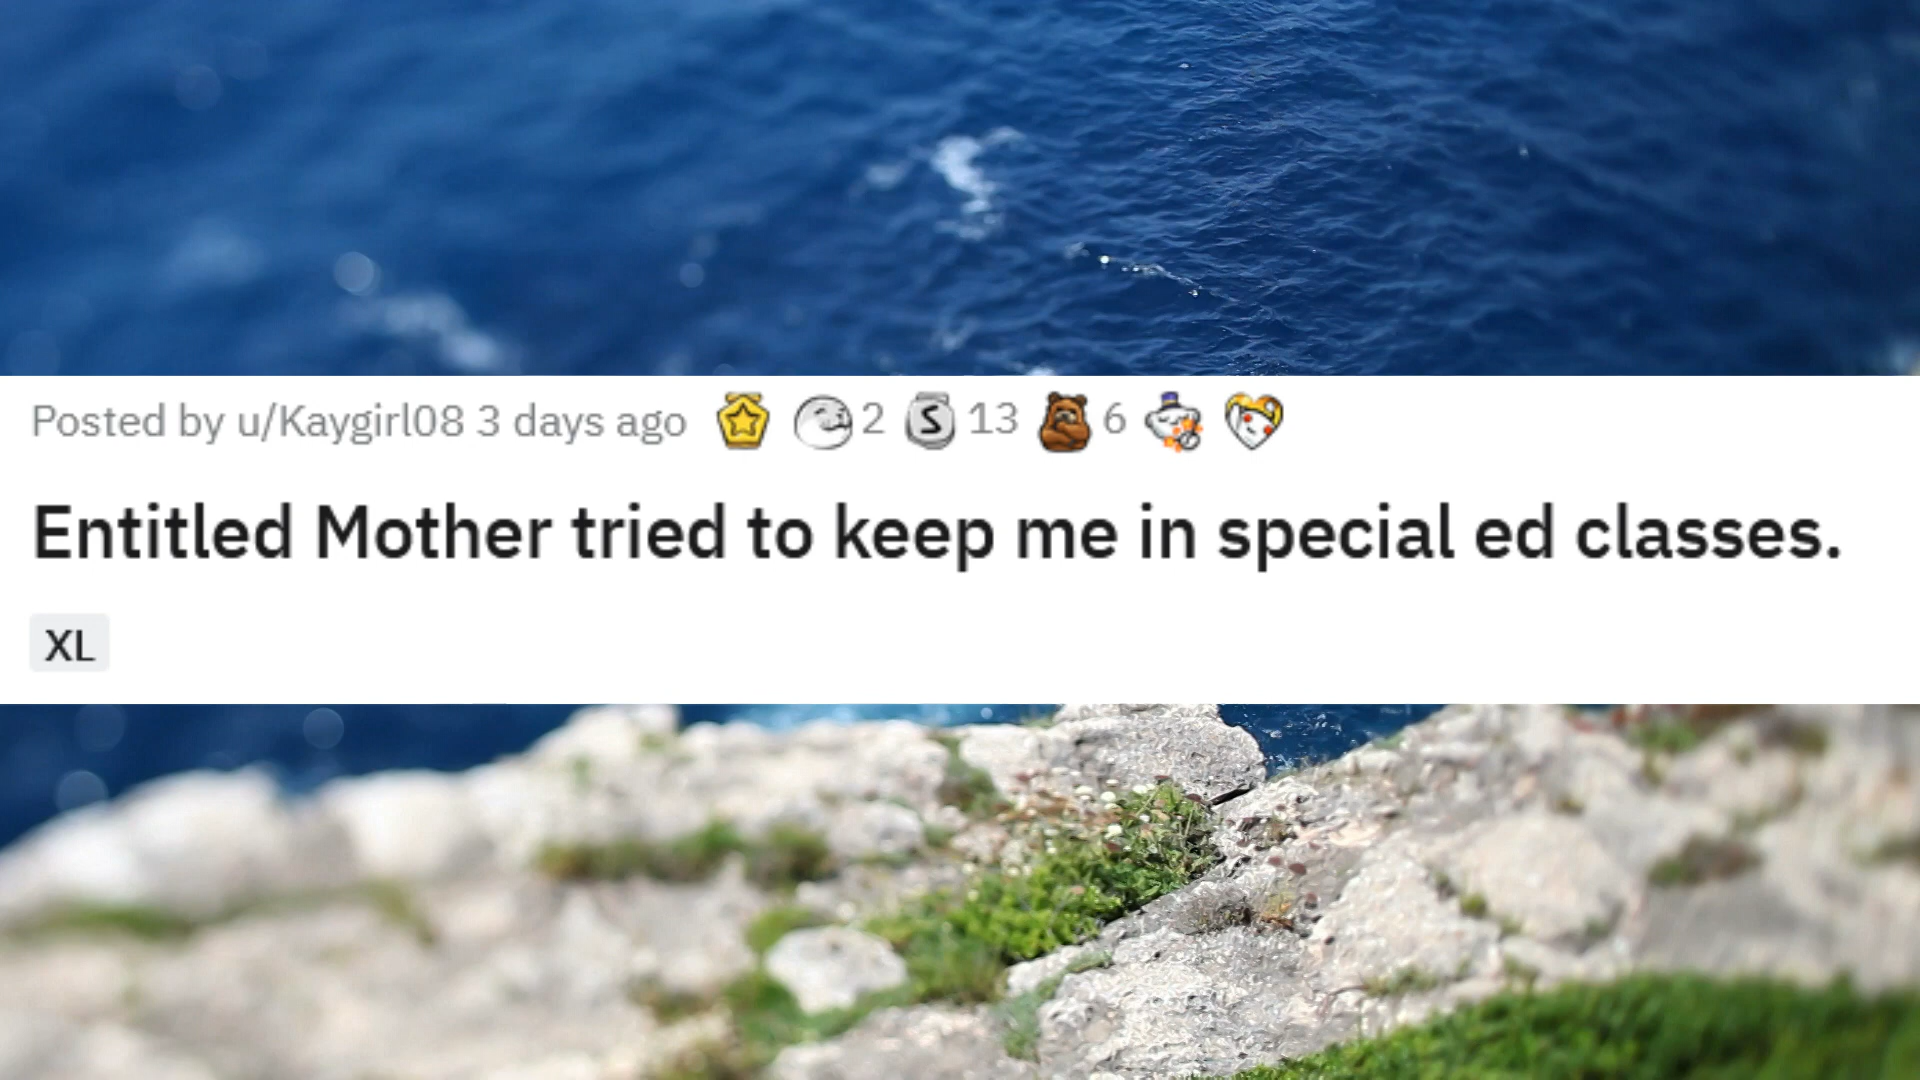 Posted by u/Kaygirl08 3 days ago 2 S 13 6
Entitled Mother tried to keep me in special ed classes.
XL